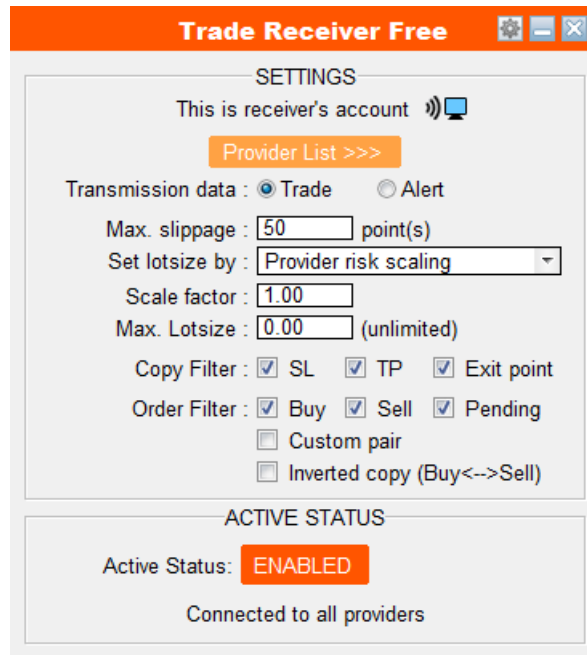 Trade Receiver Free
SETTINGS
This is receiver's account
Provider List >>>
Transmission data : Trade Alert
Max. slippage : 50 point(s)
Set lotsize by : Provider risk scaling
Scale factor : 1.00
Max. Lotsize : 0.00 (unlimited)
Copy Filter : SL TP Exit point
Order Filter : Buy Sell Pending
Custom pair
Inverted copy (Buy<-->Sell)
ACTIVE STATUS
Active Status: ENABLED
Connected to all providers